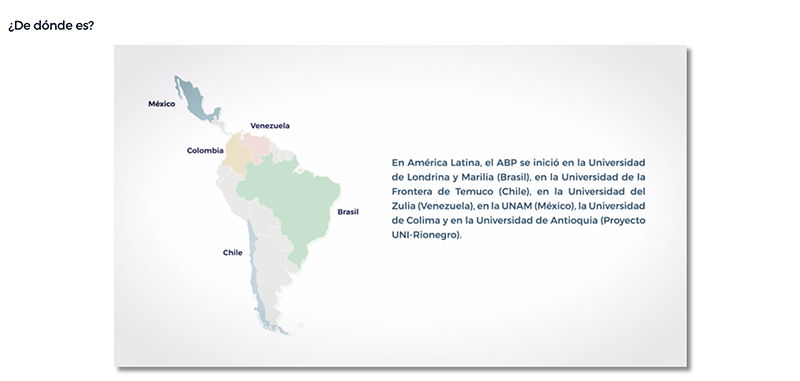 ¿De dónde es?
México
Venezuela
Colombia
Brasil
Chile
En América Latina, el ABP se inició en la Universidad
de Londrina y Marilia (Brasil), en la Universidad de la
Frontera de Temuco (Chile), en la Universidad del
Zulia (Venezuela), en la UNAM (México), la Universidad
de Colima y en la Universidad de Antioquia (Proyecto
UNI-Rionegro).